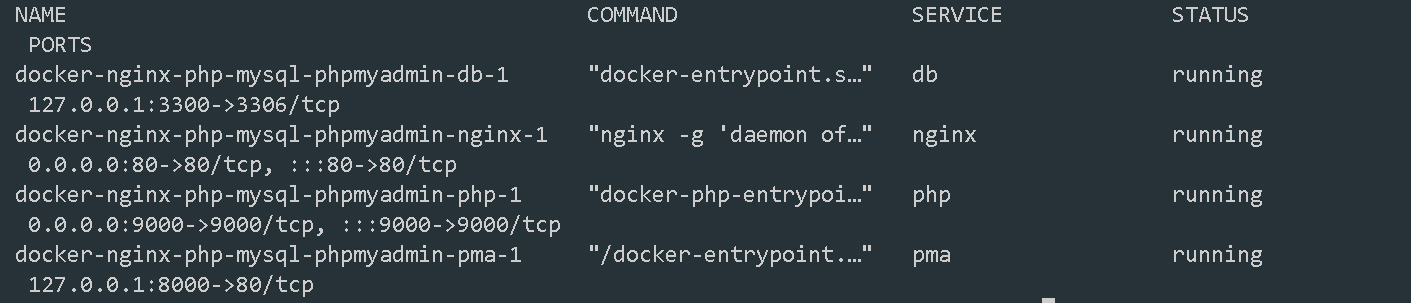 NAME COMMAND SERVICE STATUS
PORTS
docker-nginx-php-mysql-phpmyadmin-db-1 "docker-entrypoint.s…" db running
127.0.0.1:3300->3306/tcp
docker-nginx-php-mysql-phpmyadmin-nginx-1 "nginx -g 'daemon of…" nginx running
0.0.0.0:80->80/tcp, :::80->80/tcp
docker-nginx-php-mysql-phpmyadmin-php-1 "docker-php-entrypoi…" php running
0.0.0.0:9000->9000/tcp, :::9000->9000/tcp
docker-nginx-php-mysql-phpmyadmin-pma-1 "/docker-entrypoint.…" pma running
127.0.0.1:8000->80/tcp